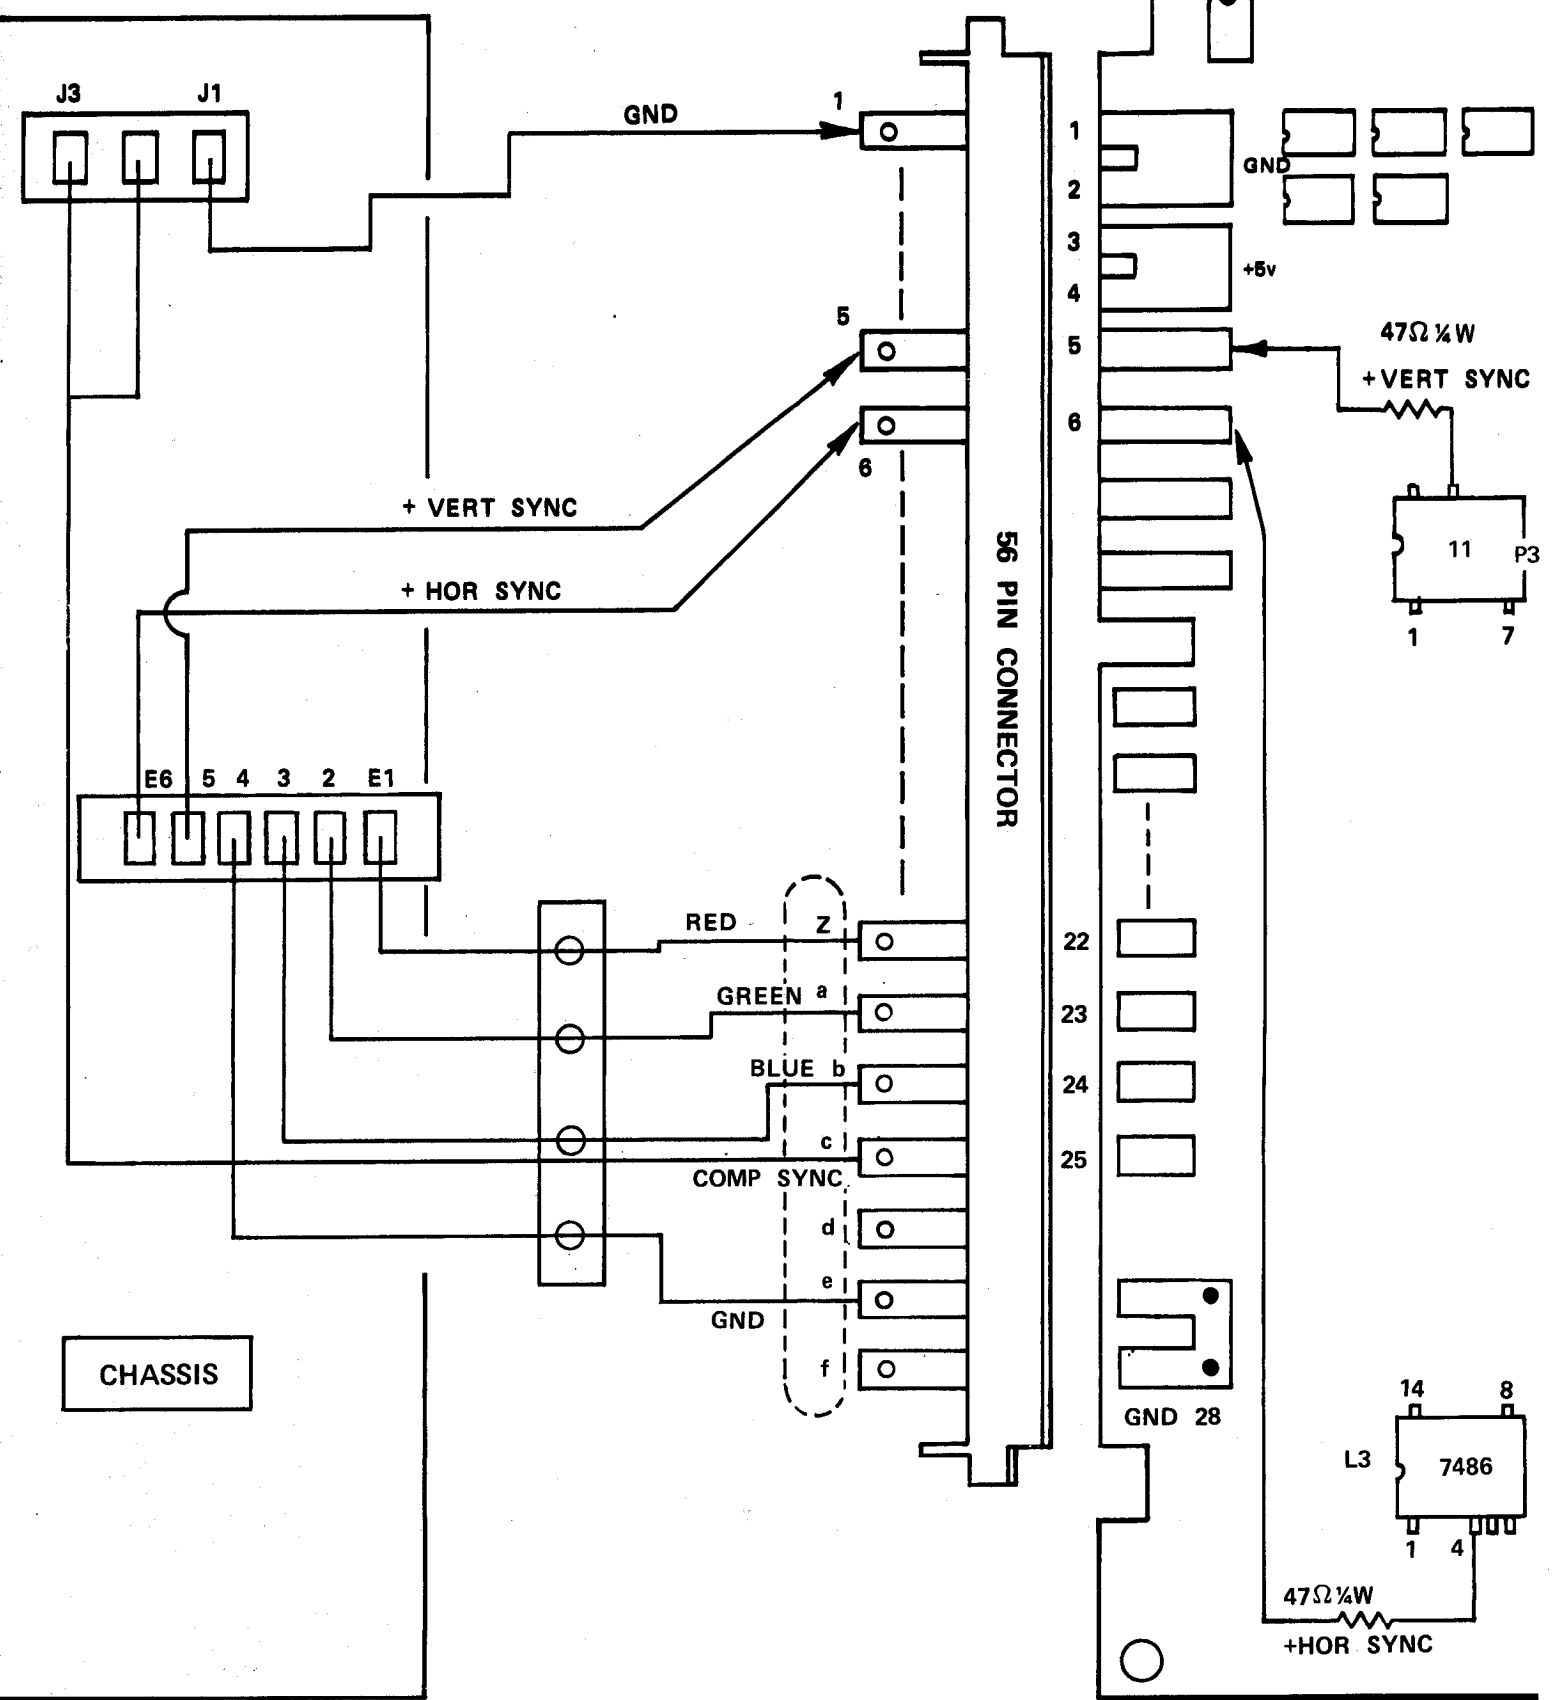 J3 J1
GND
1
1
2
GND
3
4
+5v
5
5
47Ω ¼ W
+VERT SYNC
6
6
+ VERT SYNC
+ HOR SYNC
11
P3
1 7
56 PIN CONNECTOR
E6 5 4 3 2 E1
RED Z
22
GREEN a
23
BLUE b
24
c
25
COMP SYNC
d
e
GND
f
CHASSIS
GND 28
14 8
L3
7486
1 4
47Ω ¼W
+HOR SYNC